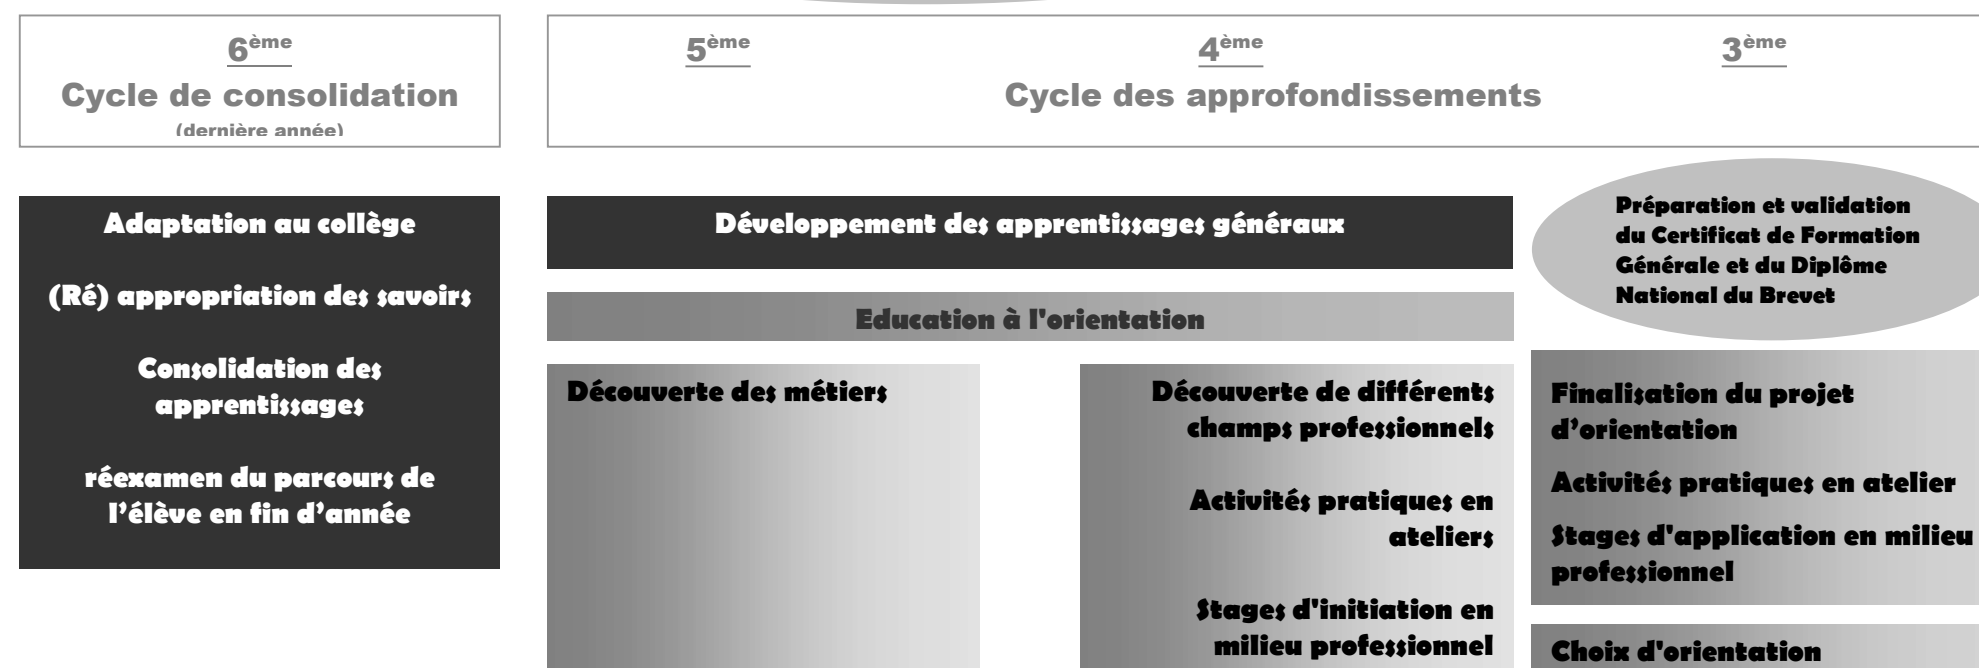 6ème
Cycle de consolidation
(dernière année)
5ème
4ème
3ème
Cycle des approfondissements
Adaptation au collège
(Ré) appropriation des savoirs
Consolidation des
apprentissages
réexamen du parcours de
l’élève en fin d’année
Développement des apprentissages généraux
Education à l'orientation
Découverte des métiers
Découverte de différents
champs professionnels
Activités pratiques en
ateliers
Stages d'initiation en
milieu professionnel
Préparation et validation
du Certificat de Formation
Générale et du Diplôme
National du Brevet
Finalisation du projet
d’orientation
Activités pratiques en atelier
Stages d'application en milieu
professionnel
Choix d'orientation